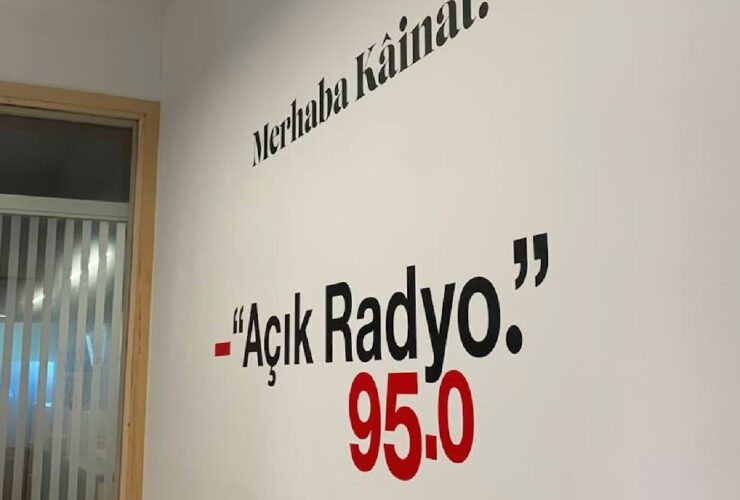 Merhaba Kâinat.
–“Açık Radyo.”
95.0